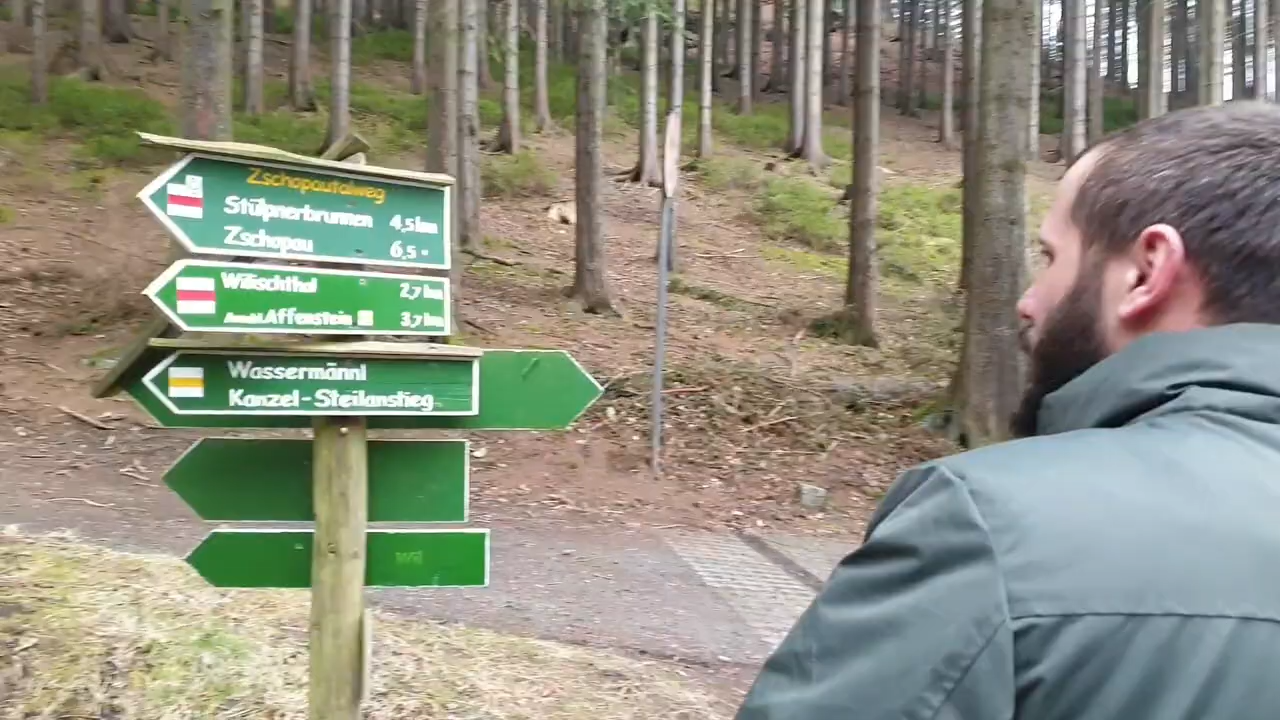 Zschopautalweg
Stülpnerbrunnen 4,5 km
Zschopau 6,5 "
Wilischthal 2,7 km
Affenstein 3,7 km
Wassermännl
Kanzel-Steilanstieg